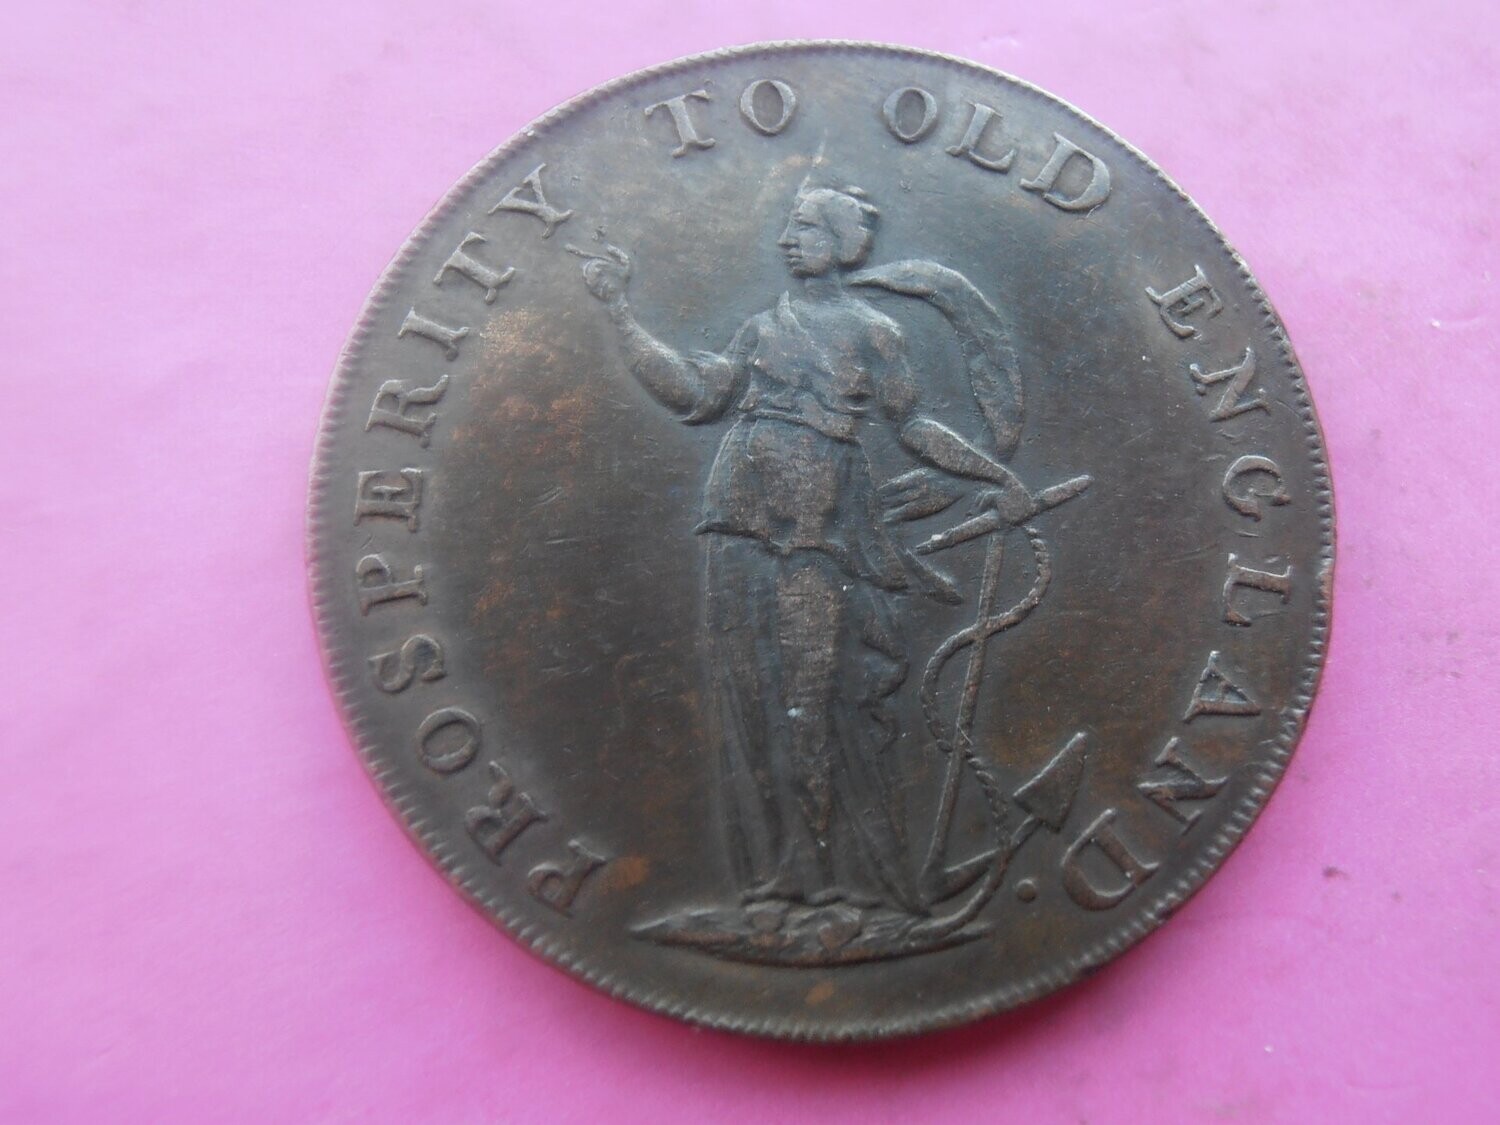 PROSPERITY TO OLD ENGLAND.